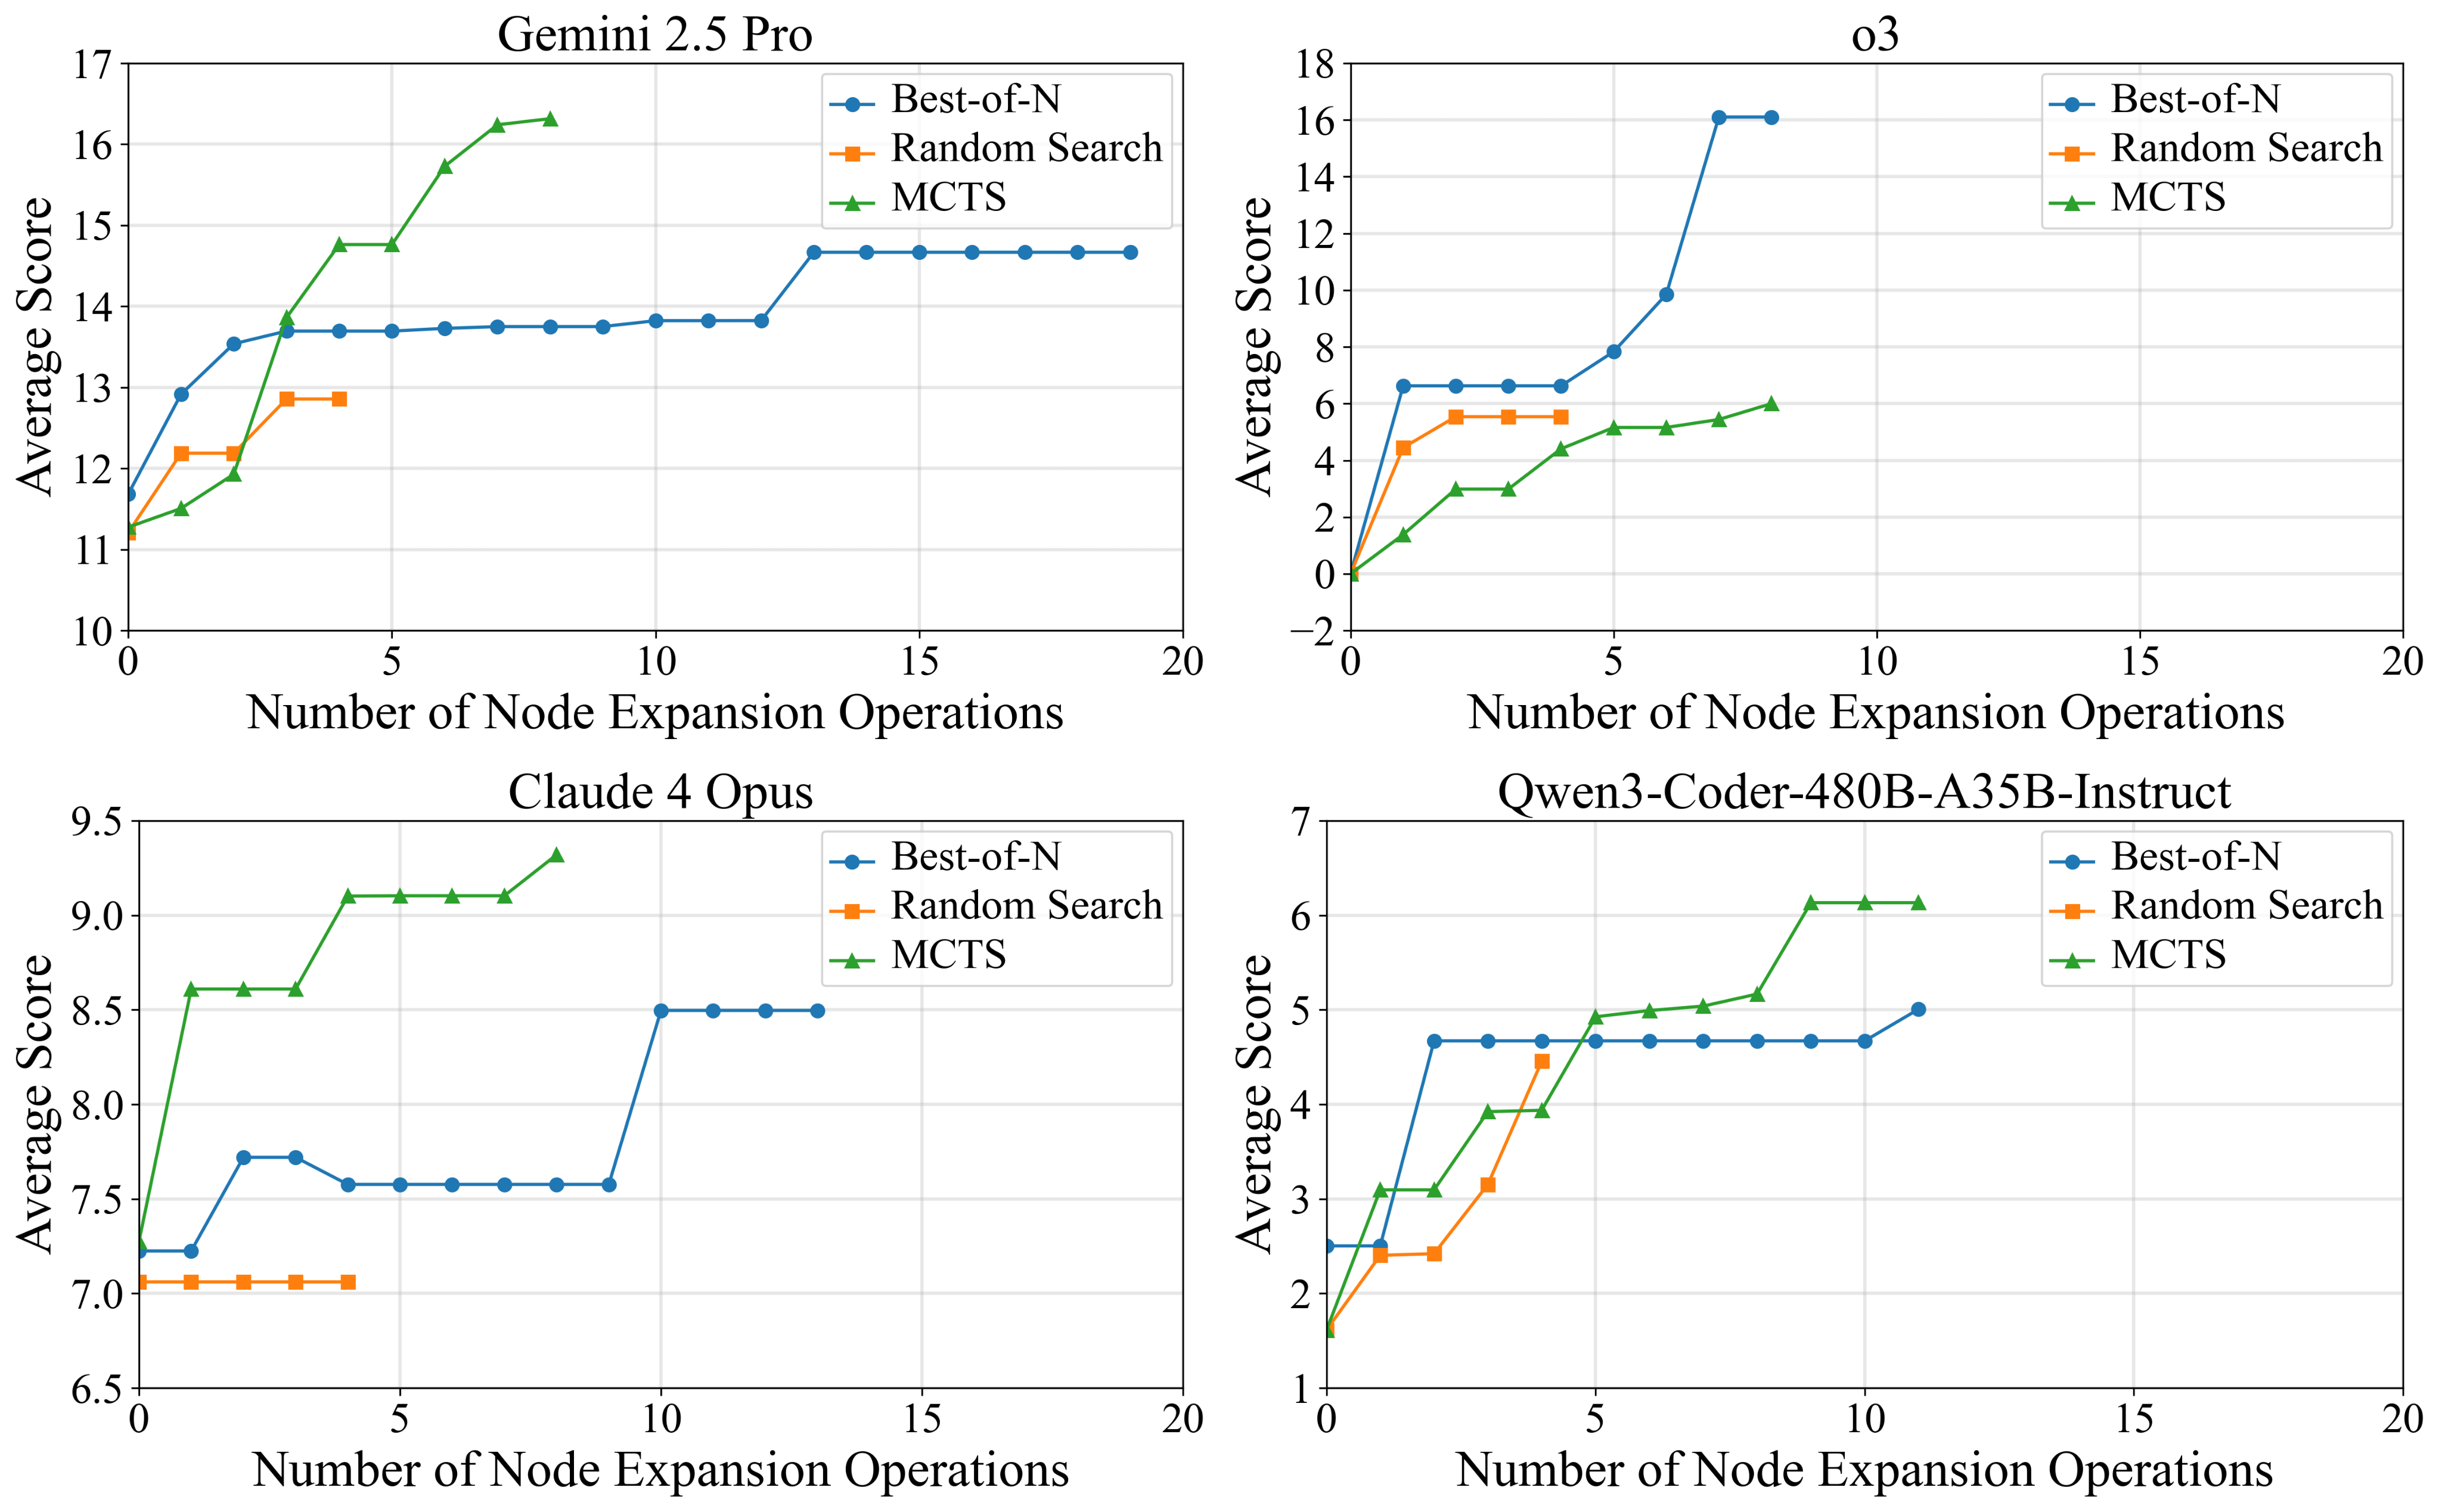 Gemini 2.5 Pro
17
16
15
14
13
12
11
10
Average Score
Best-of-N
Random Search
MCTS
0 5 10 15 20
Number of Node Expansion Operations
o3
18
16
14
12
10
8
6
4
2
0
−2
Average Score
Best-of-N
Random Search
MCTS
0 5 10 15 20
Number of Node Expansion Operations
Claude 4 Opus
9.5
9.0
8.5
8.0
7.5
7.0
6.5
Average Score
Best-of-N
Random Search
MCTS
0 5 10 15 20
Number of Node Expansion Operations
Qwen3-Coder-480B-A35B-Instruct
7
6
5
4
3
2
1
Average Score
Best-of-N
Random Search
MCTS
0 5 10 15 20
Number of Node Expansion Operations